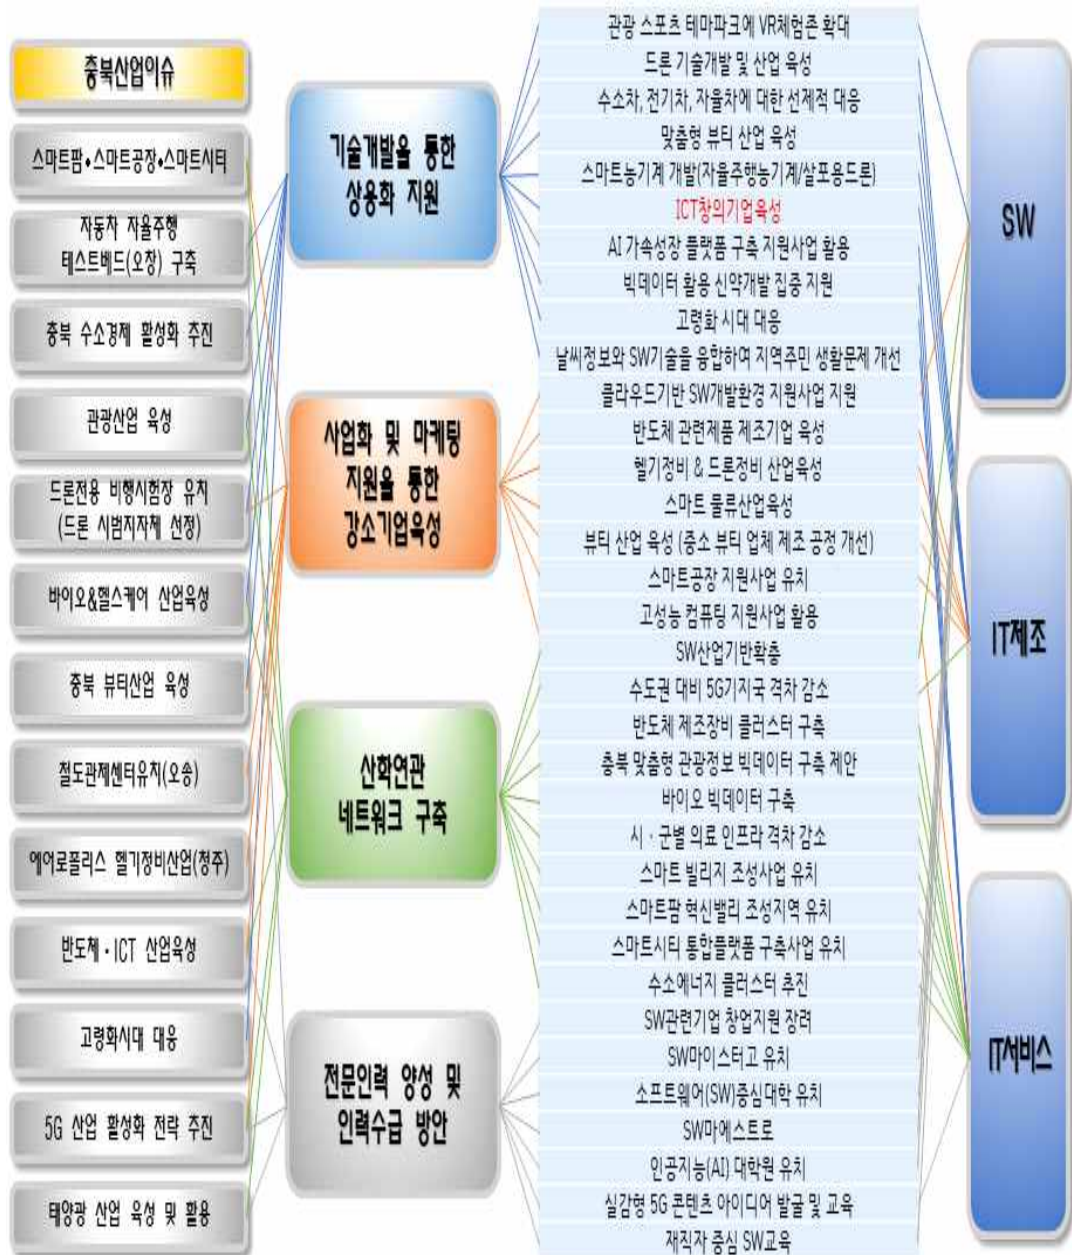 충북산업이슈
스마트팜•스마트공장•스마트시티
자동차 자율주행
테스트베드(오창) 구축
충북 수소경제 활성화 추진
관광산업 육성
드론전용 비행시험장 유치
(드론 시범지자체 선정)
바이오&헬스케어 산업육성
충북 뷰티산업 육성
철도관제센터유치(오송)
에어로폴리스 헬기정비산업(청주)
반도체·ICT 산업육성
고령화시대 대응
5G 산업 활성화 전략 추진
태양광 산업 육성 및 활용
기술개발을 통한
상용화 지원
사업화 및 마케팅
지원을 통한
강소기업육성
산학연관
네트워크 구축
전문인력 양성 및
인력수급 방안
관광 스포츠 테마파크에 VR체험존 확대
드론 기술개발 및 산업 육성
수소차, 전기차, 자율차에 대한 선제적 대응
맞춤형 뷰티 산업 육성
스마트농기계 개발(자율주행농기계/살포용드론)
ICT창의기업육성
AI 가속성장 플랫폼 구축 지원사업 활용
빅데이터 활용 신약개발 집중 지원
고령화 시대 대응
날씨정보와 SW기술을 융합하여 지역주민 생활문제 개선
클라우드기반 SW개발환경 지원사업 지원
반도체 관련제품 제조기업 육성
헬기정비 & 드론정비 산업육성
스마트 물류산업육성
뷰티 산업 육성 (중소 뷰티 업체 제조 공정 개선)
스마트공장 지원사업 유치
고성능 컴퓨팅 지원사업 활용
SW산업기반확충
수도권 대비 5G기지국 격차 감소
반도체 제조장비 클러스터 구축
충북 맞춤형 관광정보 빅데이터 구축 제안
바이오 빅데이터 구축
시·군별 의료 인프라 격차 감소
스마트 빌리지 조성사업 유치
스마트팜 혁신밸리 조성지역 유치
스마트시티 통합플랫폼 구축사업 유치
수소에너지 클러스터 추진
SW관련기업 창업지원 장려
SW마이스터고 유치
소프트웨어(SW)중심대학 유치
SW마에스트로
인공지능(AI) 대학원 유치
실감형 5G 콘텐츠 아이디어 발굴 및 교육
재직자 중심 SW교육
SW
IT제조
IT서비스